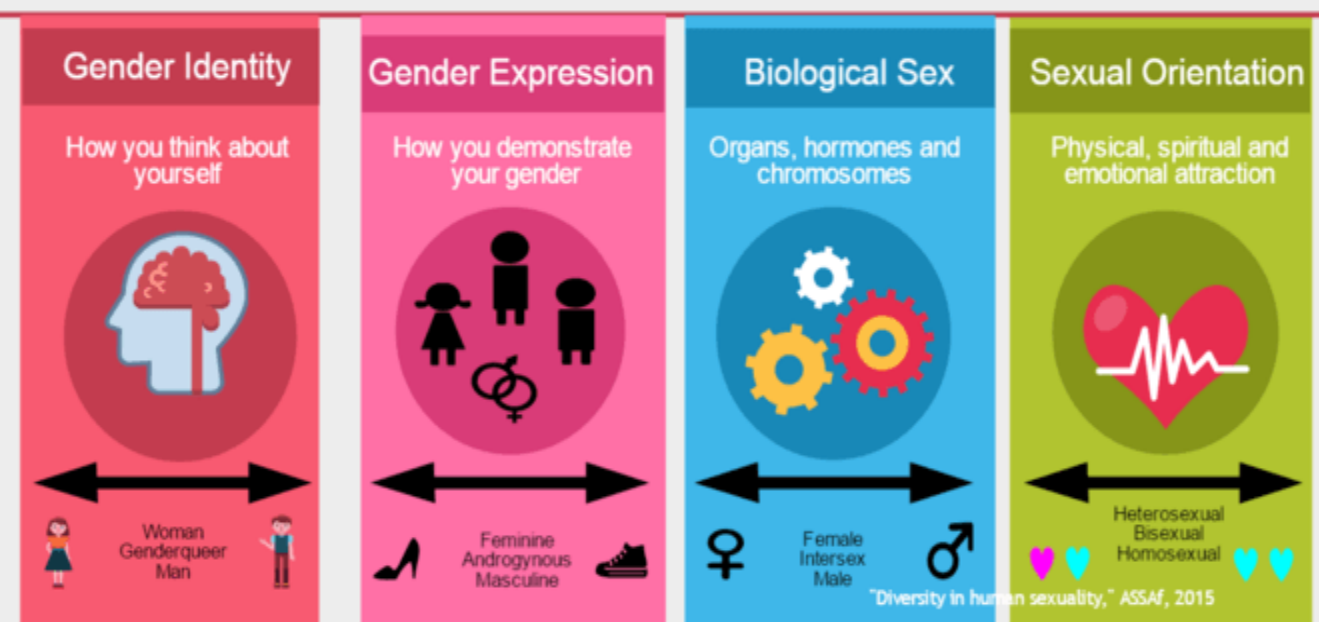 Gender Identity
How you think about
yourself
Woman
Genderqueer
Man
Gender Expression
How you demonstrate
your gender
Feminine
Androgynous
Masculine
Biological Sex
Organs, hormones and
chromosomes
Female
Intersex
Male
Sexual Orientation
Physical, spiritual and
emotional attraction
Heterosexual
Bisexual
Homosexual
"Diversity in human sexuality," ASSAf, 2015